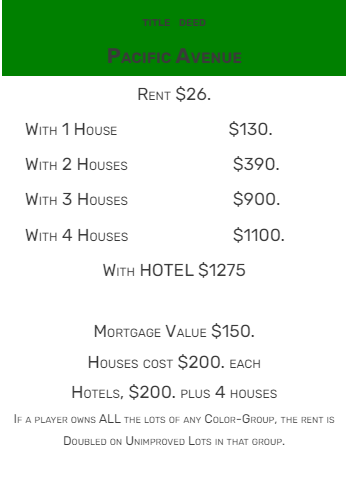 TITLE DEED
PACIFIC AVENUE
RENT $26.
WITH 1 HOUSE $130.
WITH 2 HOUSES $390.
WITH 3 HOUSES $900.
WITH 4 HOUSES $1100.
WITH HOTEL $1275
MORTGAGE VALUE $150.
HOUSES COST $200. EACH
HOTELS, $200. PLUS 4 HOUSES
IF A PLAYER OWNS ALL THE LOTS OF ANY COLOR-GROUP, THE RENT IS
DOUBLED ON UNIMPROVED LOTS IN THAT GROUP.